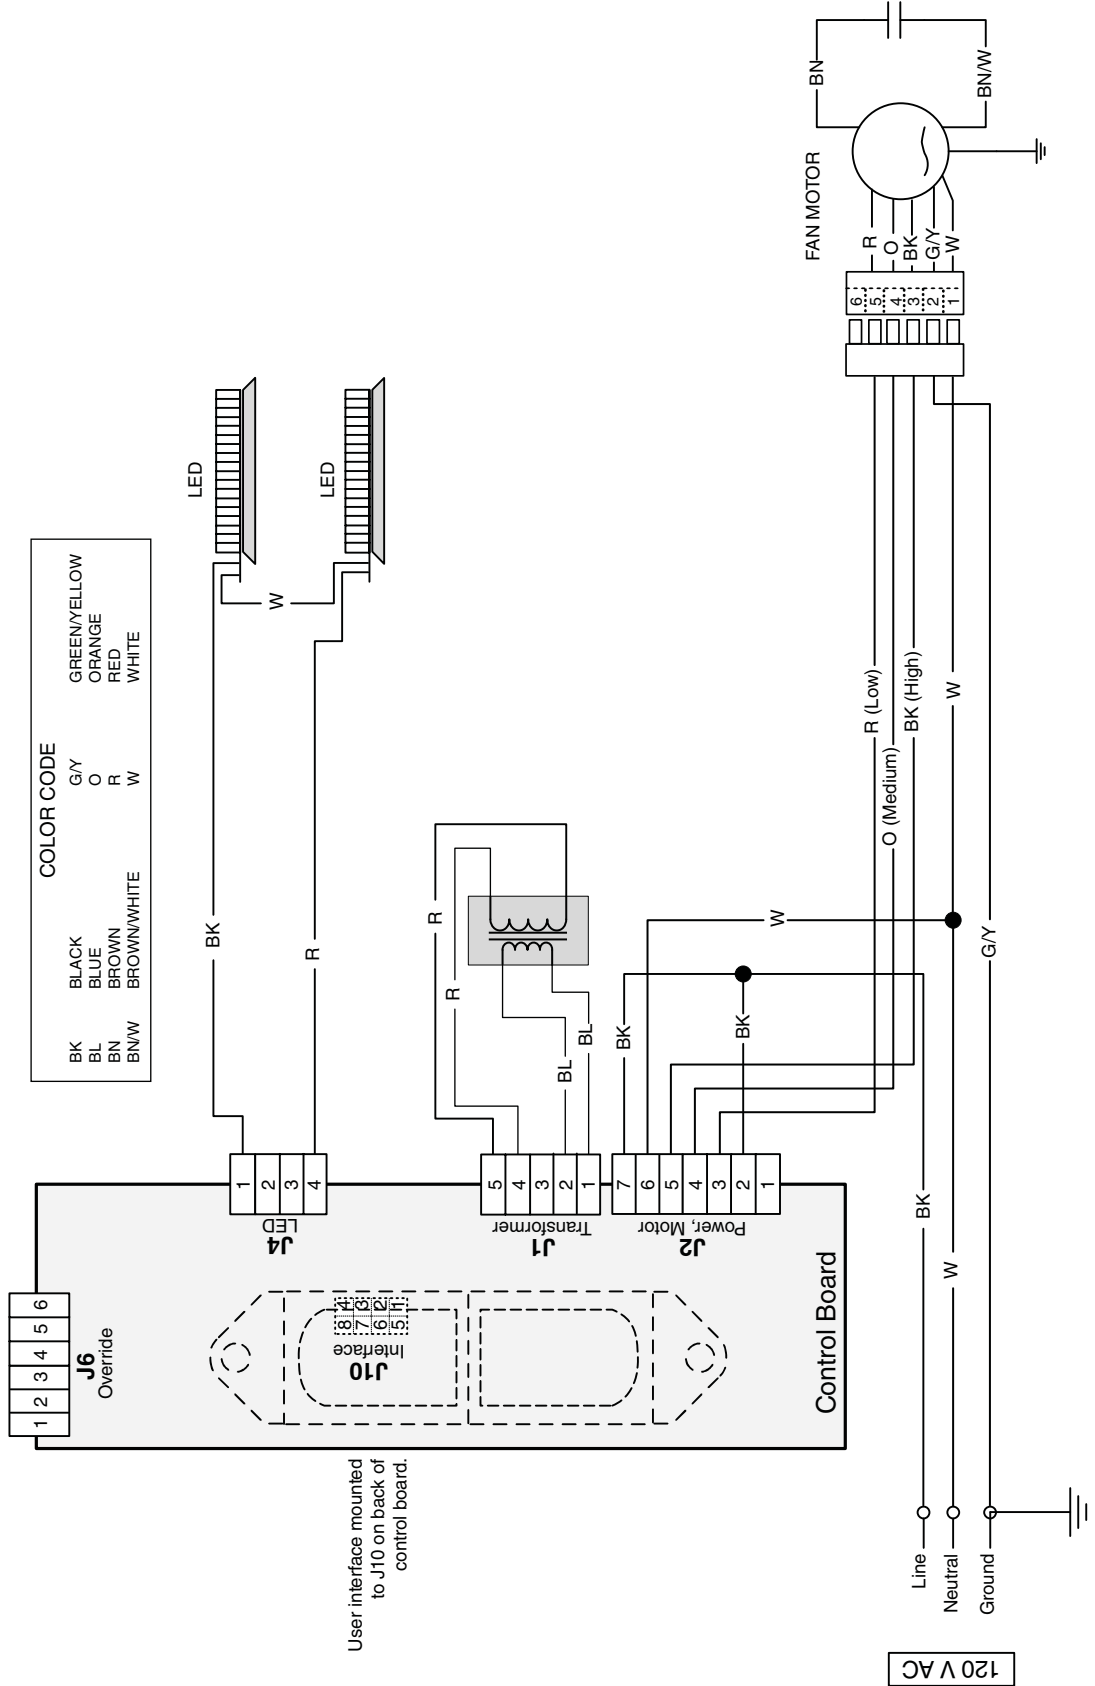 COLOR CODE
BK BLACK G/Y GREEN/YELLOW
BL BLUE O ORANGE
BN BROWN R RED
BN/W BROWN/WHITE W WHITE
1 2 3 4 5 6
J6
Override
User interface mounted
to J10 on back of
control board.
J10
Interface
8 4
7 3
6 2
5 1
Control Board
J4
LED
1
2
3
4
BK
R
W
LED
LED
J1
Transformer
5
4
3
2
1
R
R
BL
BL
J2
Power, Motor
7
6
5
4
3
2
1
BK
W
BK
R (Low)
O (Medium)
BK (High)
W
G/Y
BK
W
Line
Neutral
Ground
120 V AC
6
5
4
3
2
1
R
O
BK
G/Y
W
FAN MOTOR
BN
BN/W